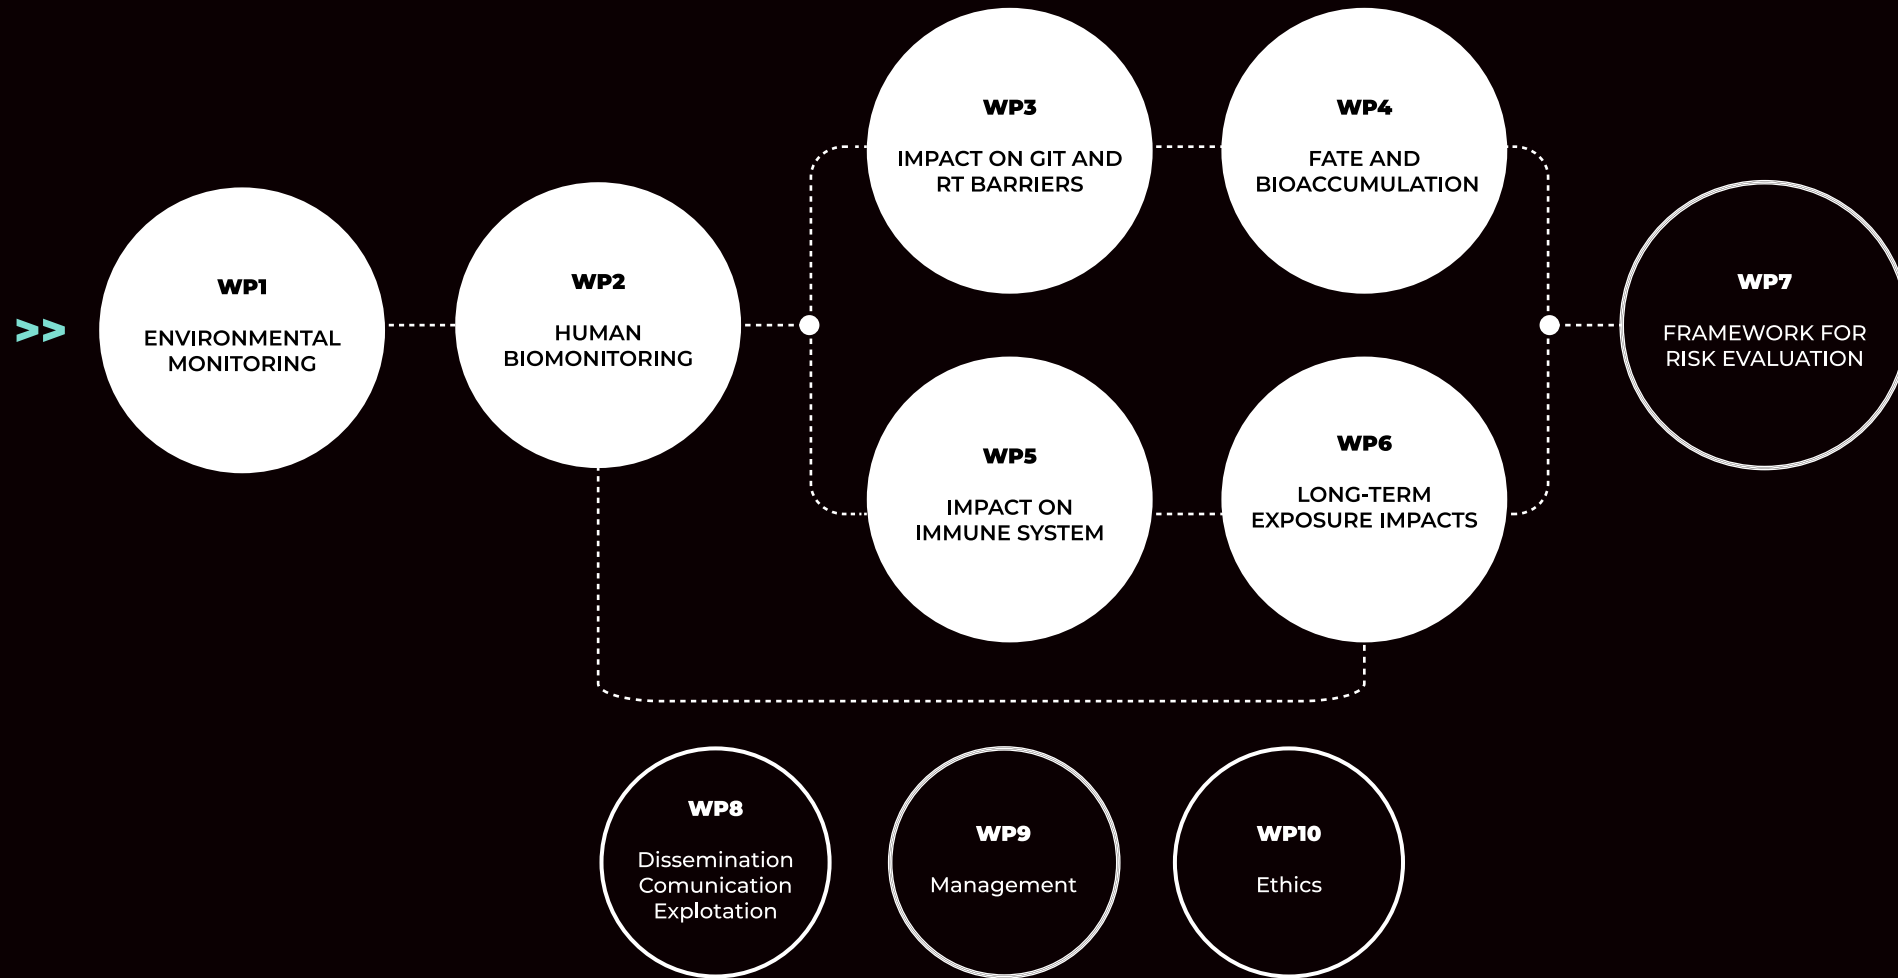 >>
WP1
ENVIRONMENTAL
MONITORING
WP2
HUMAN
BIOMONITORING
WP3
IMPACT ON GIT AND
RT BARRIERS
WP4
FATE AND
BIOACCUMULATION
WP5
IMPACT ON
IMMUNE SYSTEM
WP6
LONG-TERM
EXPOSURE IMPACTS
WP7
FRAMEWORK FOR
RISK EVALUATION
WP8
Dissemination
Comunication
Explotation
WP9
Management
WP10
Ethics